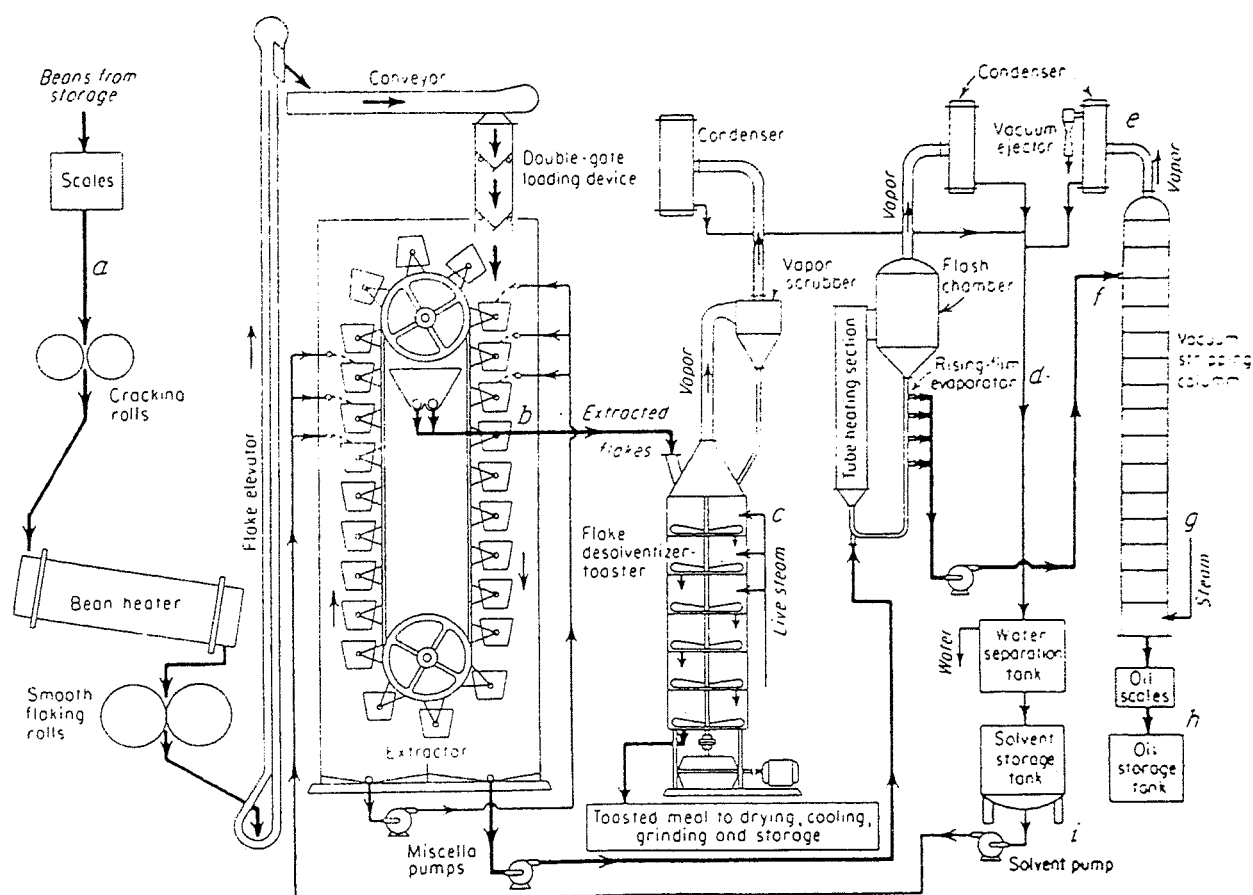 Beans from
storage
Scales
a
Cracking
rolls
Bean heater
Smooth
flaking
rolls
Flake elevator
Conveyor
Double-gate
loading device
Extractor
Miscella
pumps
b
Extracted
flakes
Condenser
Vapor
Vapor
scrubber
Flake
desolventizer-
toaster
c
Live steam
Toasted meal to drying, cooling,
grinding and storage
Tube heating section
Vapor
Flash
chamber
Rising-film
evaporator
d
Condenser
Vacuum
ejector
e
Vapor
f
Vacuum
stripping
column
g
Steam
Water
Water
separation
tank
Solvent
storage
tank
i
Solvent pump
Oil
scales
h
Oil
storage
tank